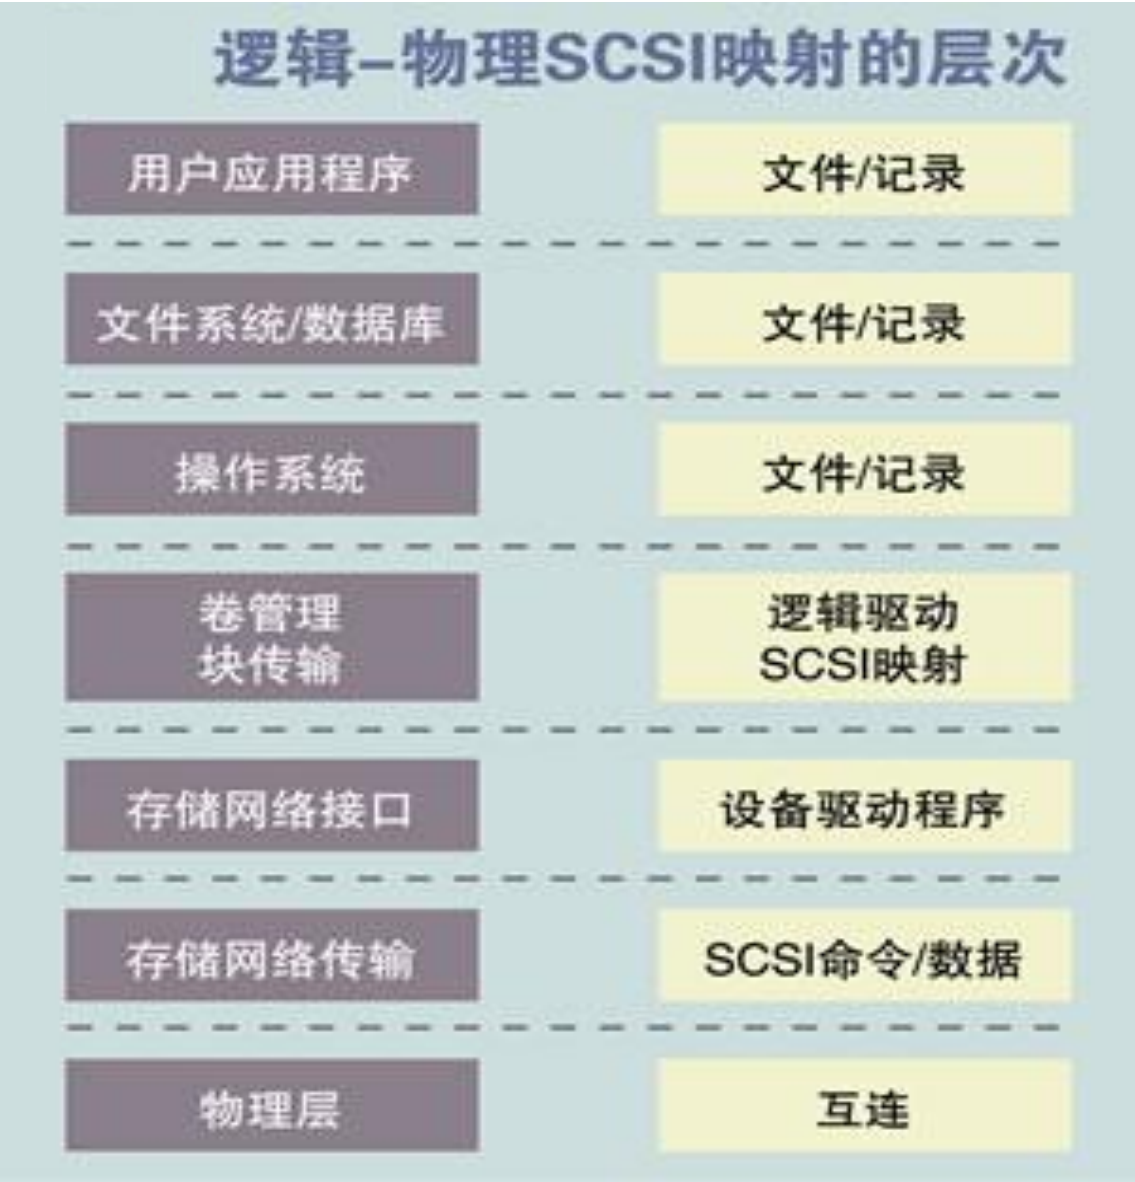 逻辑-物理SCSI映射的层次
用户应用程序
文件/记录
文件系统/数据库
文件/记录
操作系统
文件/记录
卷管理
块传输
逻辑驱动
SCSI映射
存储网络接口
设备驱动程序
存储网络传输
SCSI命令/数据
物理层
互连